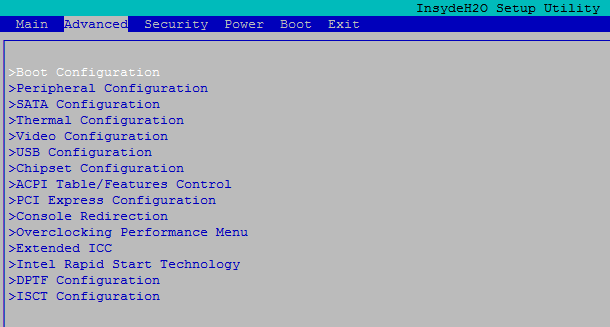 InsydeH2O Setup Utility
Main Advanced Security Power Boot Exit
>Boot Configuration
>Peripheral Configuration
>SATA Configuration
>Thermal Configuration
>Video Configuration
>USB Configuration
>Chipset Configuration
>ACPI Table/Features Control
>PCI Express Configuration
>Console Redirection
>Overclocking Performance Menu
>Extended ICC
>Intel Rapid Start Technology
>DPTF Configuration
>ISCT Configuration